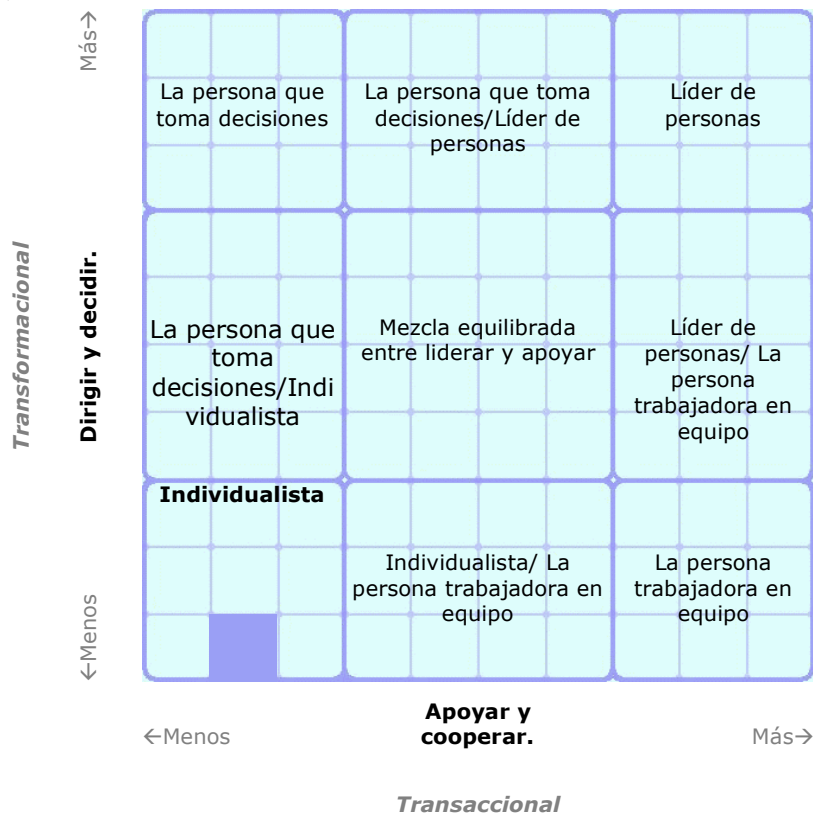 Más→
La persona que
toma decisiones
La persona que toma
decisiones/Líder de
personas
Líder de
personas
Transformacional
Dirigir y decidir.
La persona que
toma
decisiones/Indi
vidualista
Mezcla equilibrada
entre liderar y apoyar
Líder de
personas/ La
persona
trabajadora en
equipo
Individualista
Individualista/ La
persona trabajadora en
equipo
La persona
trabajadora en
equipo
←Menos
←Menos
Apoyar y
cooperar.
Más→
Transaccional